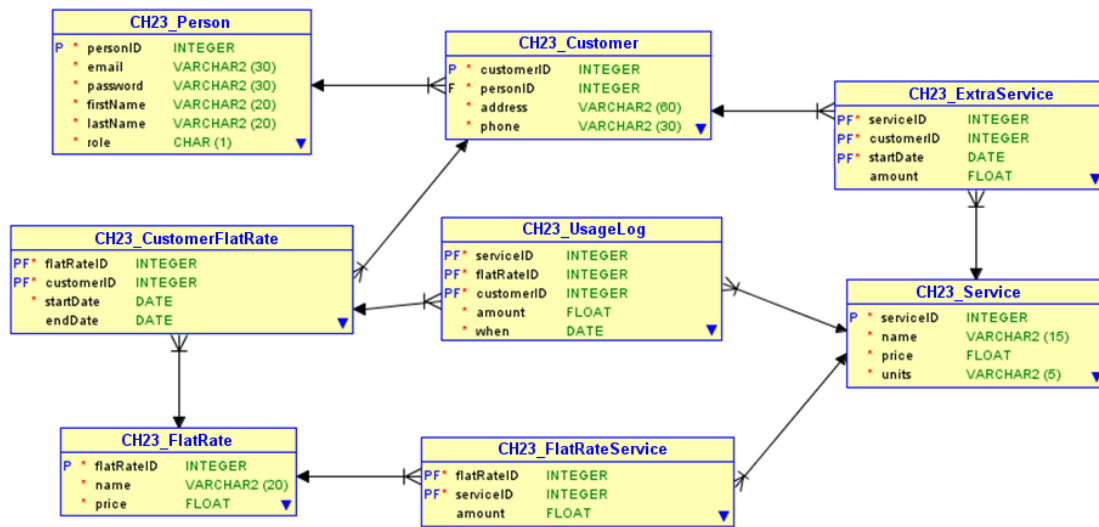 CH23_Person
P * personID INTEGER
* email VARCHAR2 (30)
* password VARCHAR2 (30)
* firstName VARCHAR2 (20)
* lastName VARCHAR2 (20)
* role CHAR (1)
CH23_Customer
P * customerID INTEGER
F * personID INTEGER
* address VARCHAR2 (60)
* phone VARCHAR2 (30)
CH23_ExtraService
PF* serviceID INTEGER
PF* customerID INTEGER
PF* startDate DATE
amount FLOAT
CH23_CustomerFlatRate
PF* flatRateID INTEGER
PF* customerID INTEGER
* startDate DATE
endDate DATE
CH23_UsageLog
PF* serviceID INTEGER
PF* flatRateID INTEGER
PF* customerID INTEGER
* amount FLOAT
* when DATE
CH23_Service
P * serviceID INTEGER
* name VARCHAR2 (15)
* price FLOAT
* units VARCHAR2 (5)
CH23_FlatRate
P * flatRateID INTEGER
* name VARCHAR2 (20)
* price FLOAT
CH23_FlatRateService
PF* flatRateID INTEGER
PF* serviceID INTEGER
amount FLOAT